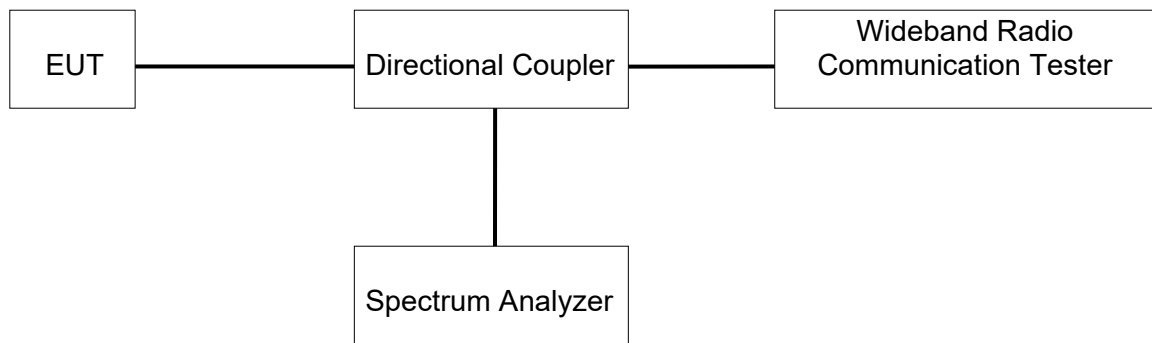 EUT
Directional Coupler
Wideband Radio
Communication Tester
Spectrum Analyzer